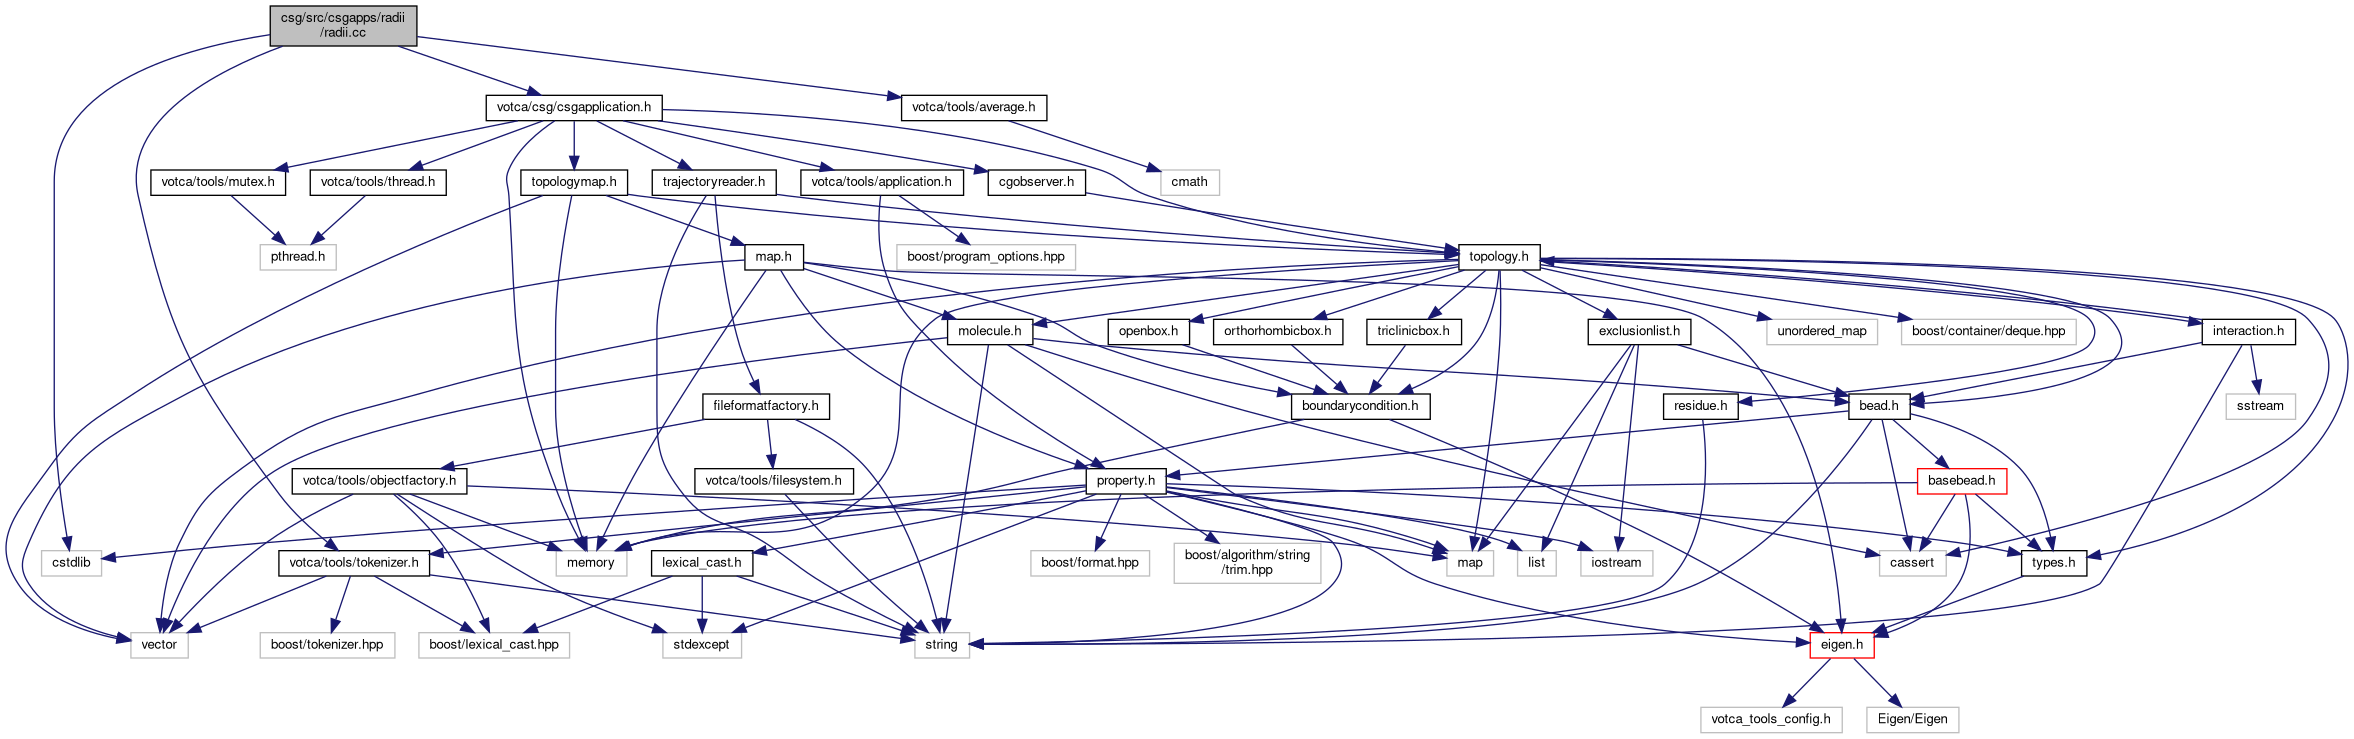 csg/src/csgapps/radii
/radii.cc
votca/csg/csgapplication.h
votca/tools/average.h
votca/tools/mutex.h
votca/tools/thread.h
topologymap.h
trajectoryreader.h
votca/tools/application.h
cgobserver.h
cmath
pthread.h
map.h
boost/program_options.hpp
topology.h
molecule.h
openbox.h
orthorhombicbox.h
triclinicbox.h
exclusionlist.h
unordered_map
boost/container/deque.hpp
interaction.h
fileformatfactory.h
boundarycondition.h
residue.h
bead.h
sstream
votca/tools/objectfactory.h
votca/tools/filesystem.h
property.h
basebead.h
cstdlib
votca/tools/tokenizer.h
memory
lexical_cast.h
boost/format.hpp
boost/algorithm/string
/trim.hpp
map
list
iostream
cassert
types.h
vector
boost/tokenizer.hpp
boost/lexical_cast.hpp
stdexcept
string
eigen.h
votca_tools_config.h
Eigen/Eigen